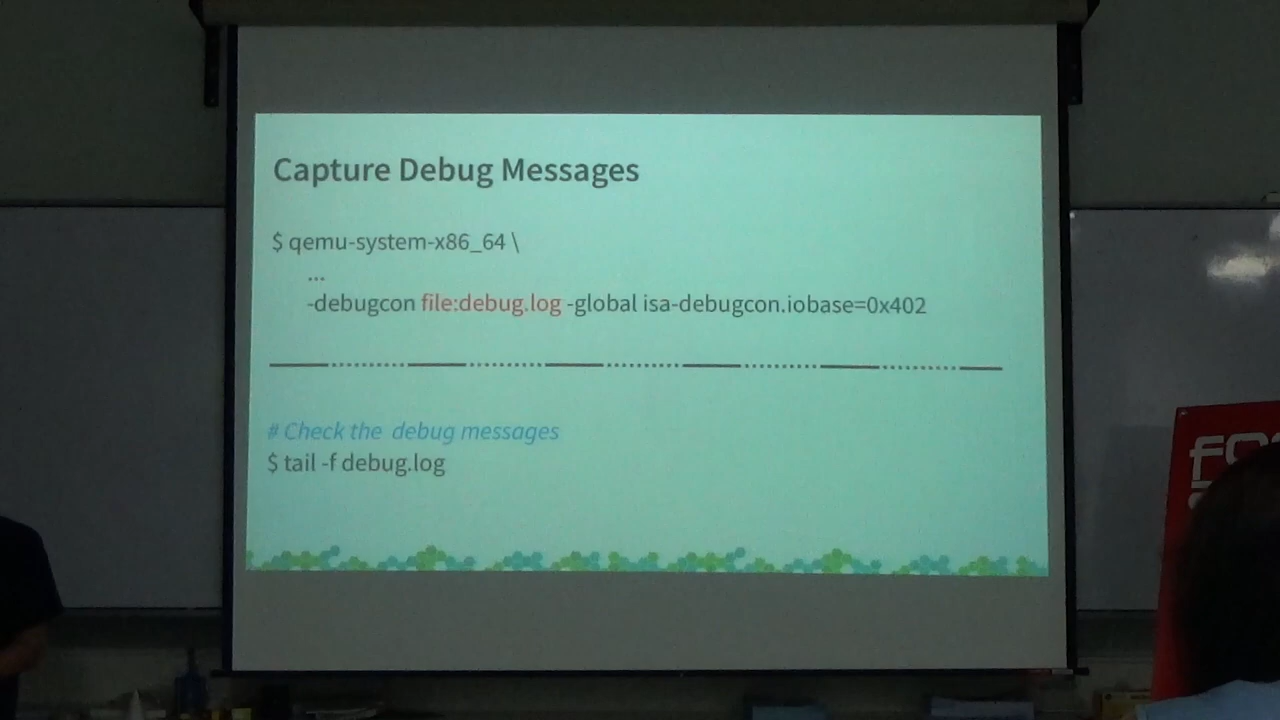 Capture Debug Messages
$ qemu-system-x86_64 \
...
-debugcon file:debug.log -global isa-debugcon.iobase=0x402
# Check the debug messages
$ tail -f debug.log